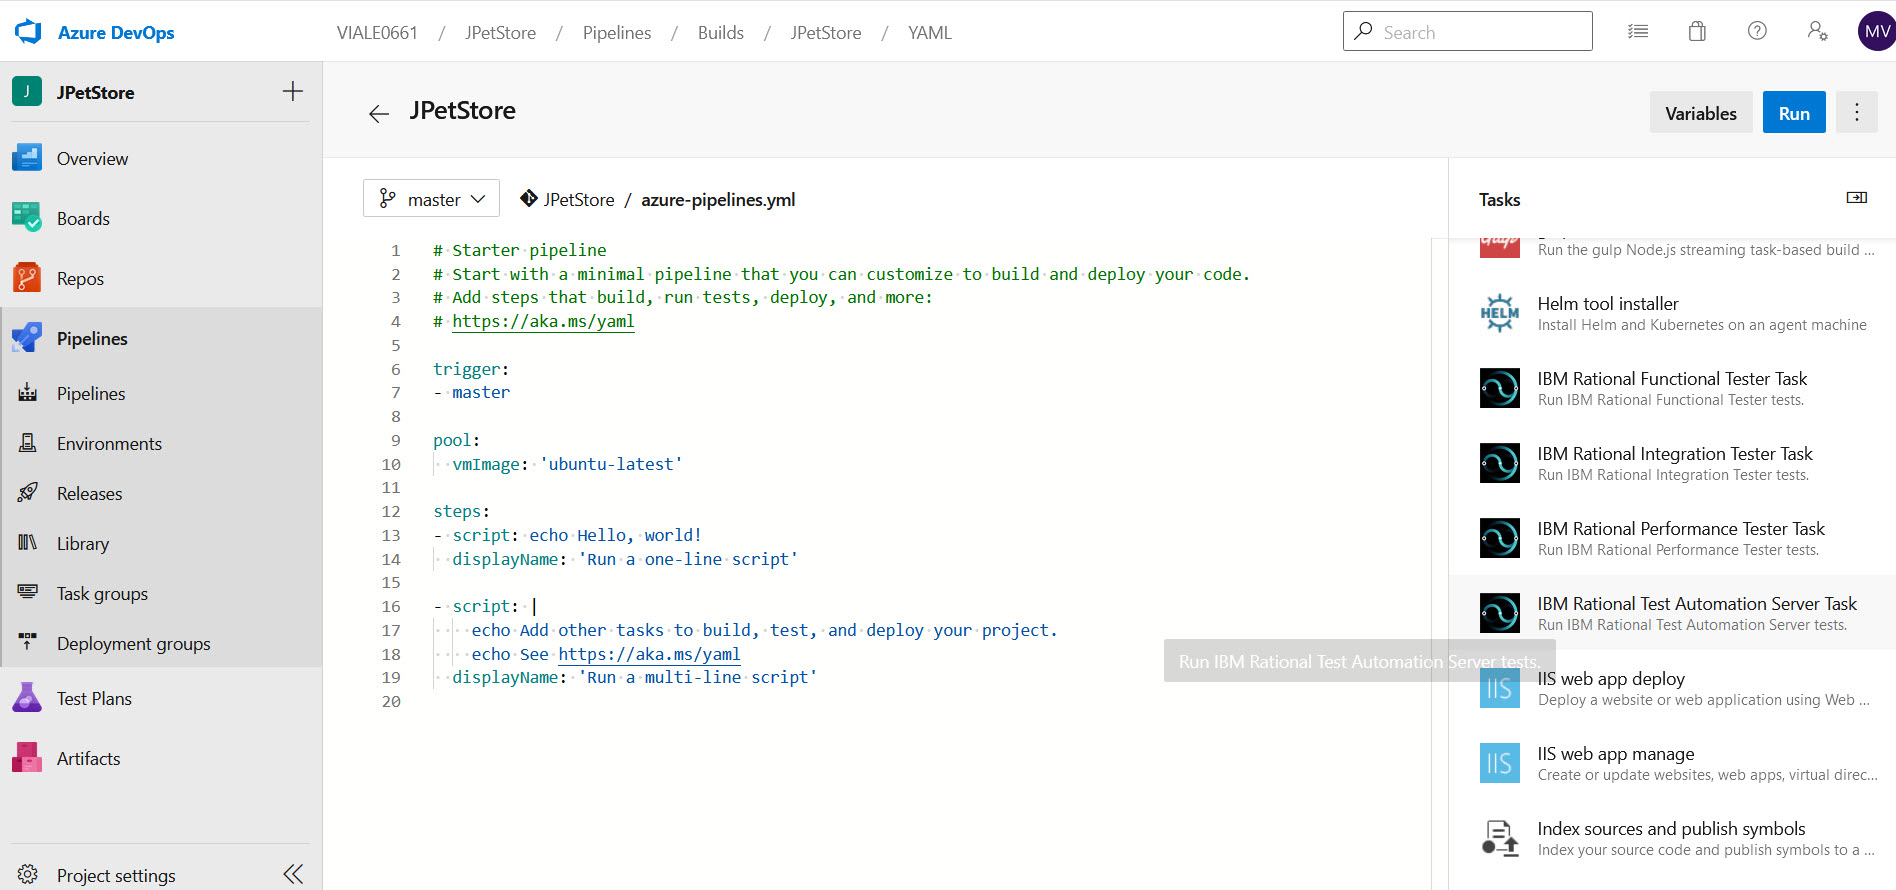 Azure DevOps
VIALE0661 / JPetStore / Pipelines / Builds / JPetStore / YAML
Search
MV
J JPetStore
Overview
Boards
Repos
Pipelines
Pipelines
Environments
Releases
Library
Task groups
Deployment groups
Test Plans
Artifacts
Project settings
JPetStore
Variables
Run
master
JPetStore / azure-pipelines.yml
1 # Starter pipeline
2 # Start with a minimal pipeline that you can customize to build and deploy your code.
3 # Add steps that build, run tests, deploy, and more:
4 # https://aka.ms/yaml
5
6 trigger:
7 - master
8
9 pool:
10   vmImage: 'ubuntu-latest'
11
12 steps:
13 - script: echo Hello, world!
14   displayName: 'Run a one-line script'
15
16 - script: |
17     echo Add other tasks to build, test, and deploy your project.
18     echo See https://aka.ms/yaml
19   displayName: 'Run a multi-line script'
20
Tasks
Run the gulp Node.js streaming task-based build ...
HELM
Helm tool installer
Install Helm and Kubernetes on an agent machine
IBM Rational Functional Tester Task
Run IBM Rational Functional Tester tests.
IBM Rational Integration Tester Task
Run IBM Rational Integration Tester tests.
IBM Rational Performance Tester Task
Run IBM Rational Performance Tester tests.
IBM Rational Test Automation Server Task
Run IBM Rational Test Automation Server tests.
Run IBM Rational Test Automation Server tests.
IIS
IIS web app deploy
Deploy a website or web application using Web ...
IIS
IIS web app manage
Create or update websites, web apps, virtual direc...
Index sources and publish symbols
Index your source code and publish symbols to a ...